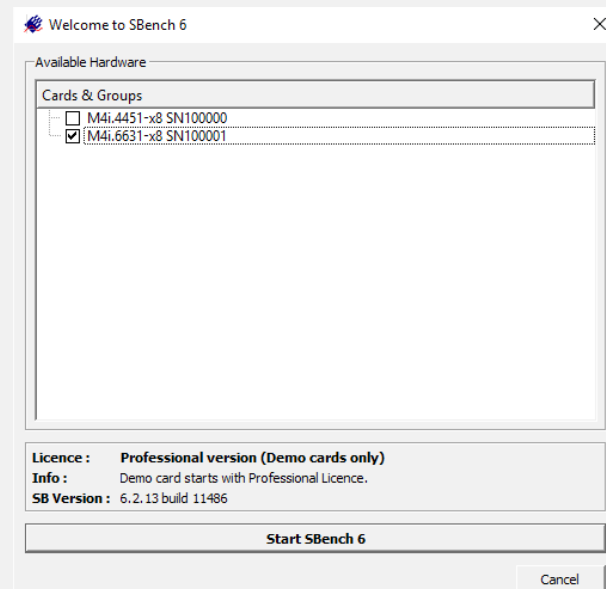 Welcome to SBench 6
Available Hardware
Cards & Groups
M4i.4451-x8 SN100000
M4i.6631-x8 SN100001
Licence : Professional version (Demo cards only)
Info : Demo card starts with Professional Licence.
SB Version : 6.2.13 build 11486
Start SBench 6
Cancel